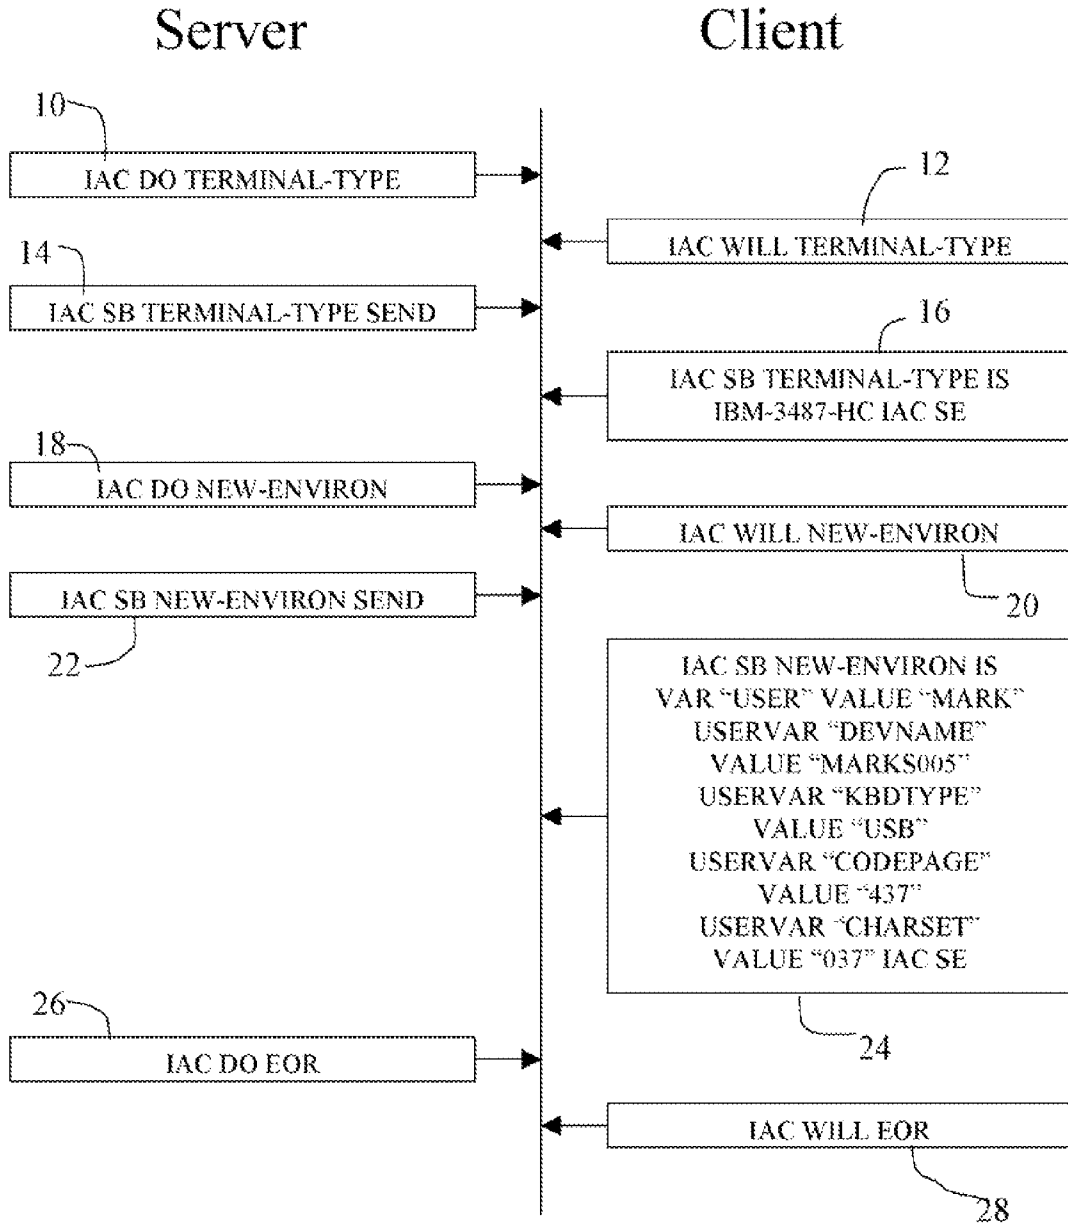 Server Client
10
IAC DO TERMINAL-TYPE
12
IAC WILL TERMINAL-TYPE
14
IAC SB TERMINAL-TYPE SEND
16
IAC SB TERMINAL-TYPE IS
IBM-3487-HC IAC SE
18
IAC DO NEW-ENVIRON
IAC WILL NEW-ENVIRON
20
IAC SB NEW-ENVIRON SEND
22
IAC SB NEW-ENVIRON IS
VAR “USER” VALUE “MARK”
USERVAR “DEVNAME”
VALUE “MARKS005”
USERVAR “KBDTYPE”
VALUE “USB”
USERVAR “CODEPAGE”
VALUE “437”
USERVAR “CHARSET”
VALUE “037” IAC SE
24
26
IAC DO EOR
IAC WILL EOR
28